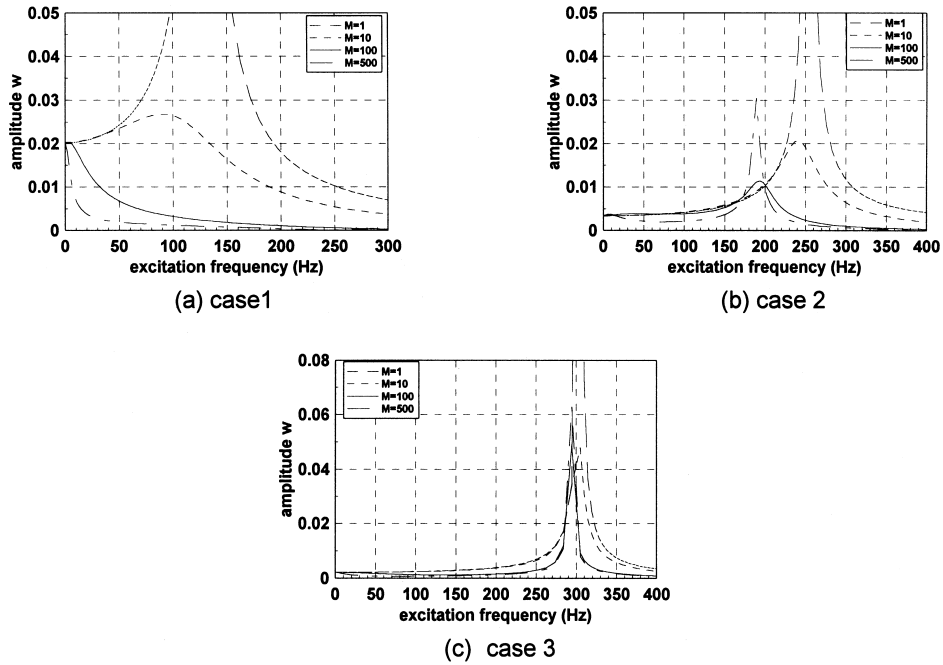 0.05
0.04
0.03
0.02
0.01
0
amplitude w
M=1
M=10
M=100
M=500
0 50 100 150 200 250 300
excitation frequency (Hz)
(a) case1
0.05
0.04
0.03
0.02
0.01
0
amplitude w
M=1
M=10
M=100
M=500
0 50 100 150 200 250 300 350 400
excitation frequency (Hz)
(b) case 2
0.08
0.06
0.04
0.02
0
amplitude w
M=1
M=10
M=100
M=500
0 50 100 150 200 250 300 350 400
excitation frequency (Hz)
(c) case 3